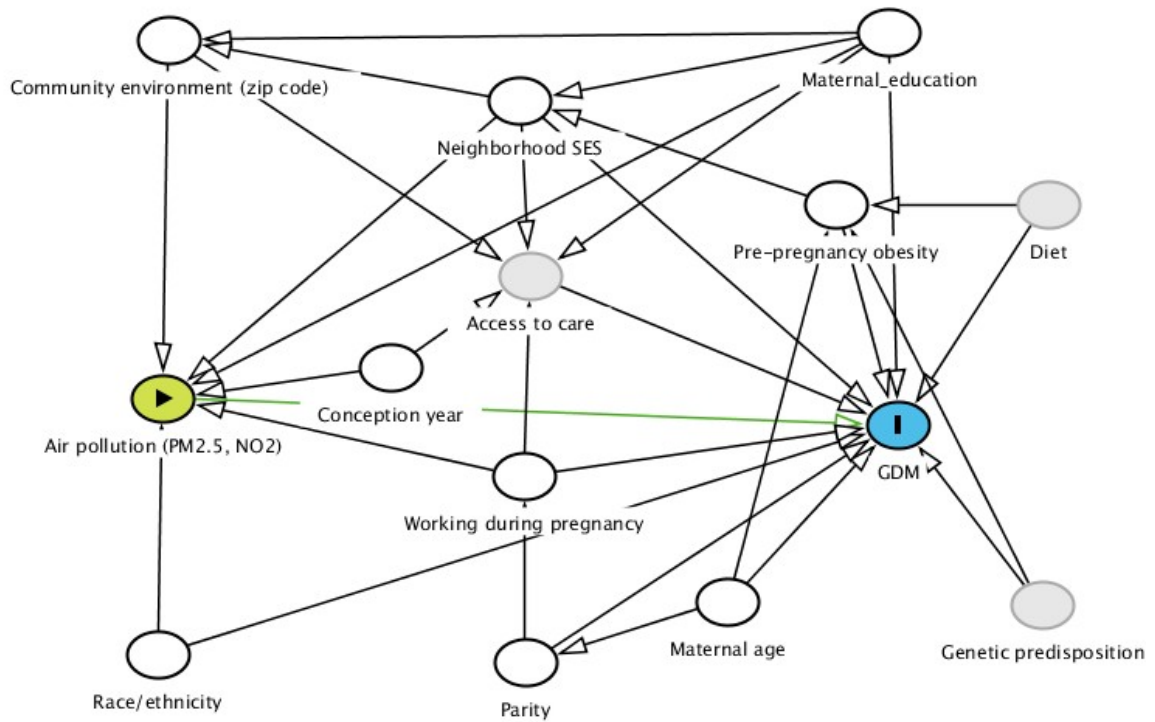 Community environment (zip code)
Maternal_education
Neighborhood SES
Pre-pregnancy obesity
Diet
Access to care
Conception year
Air pollution (PM2.5, NO2)
GDM
Working during pregnancy
Maternal age
Genetic predisposition
Race/ethnicity
Parity